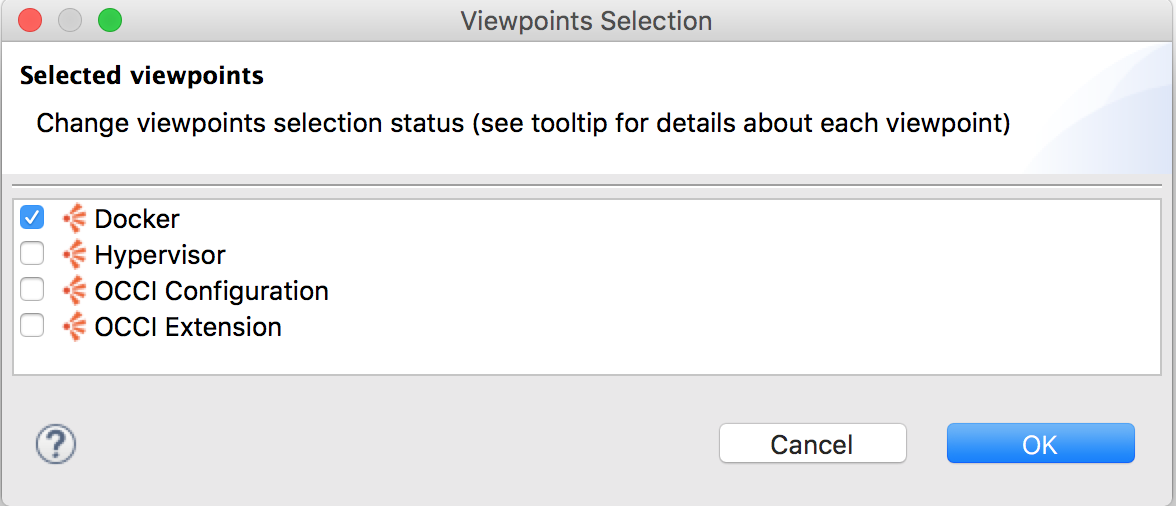 Viewpoints Selection
Selected viewpoints
Change viewpoints selection status (see tooltip for details about each viewpoint)
Docker
Hypervisor
OCCI Configuration
OCCI Extension
?
Cancel
OK